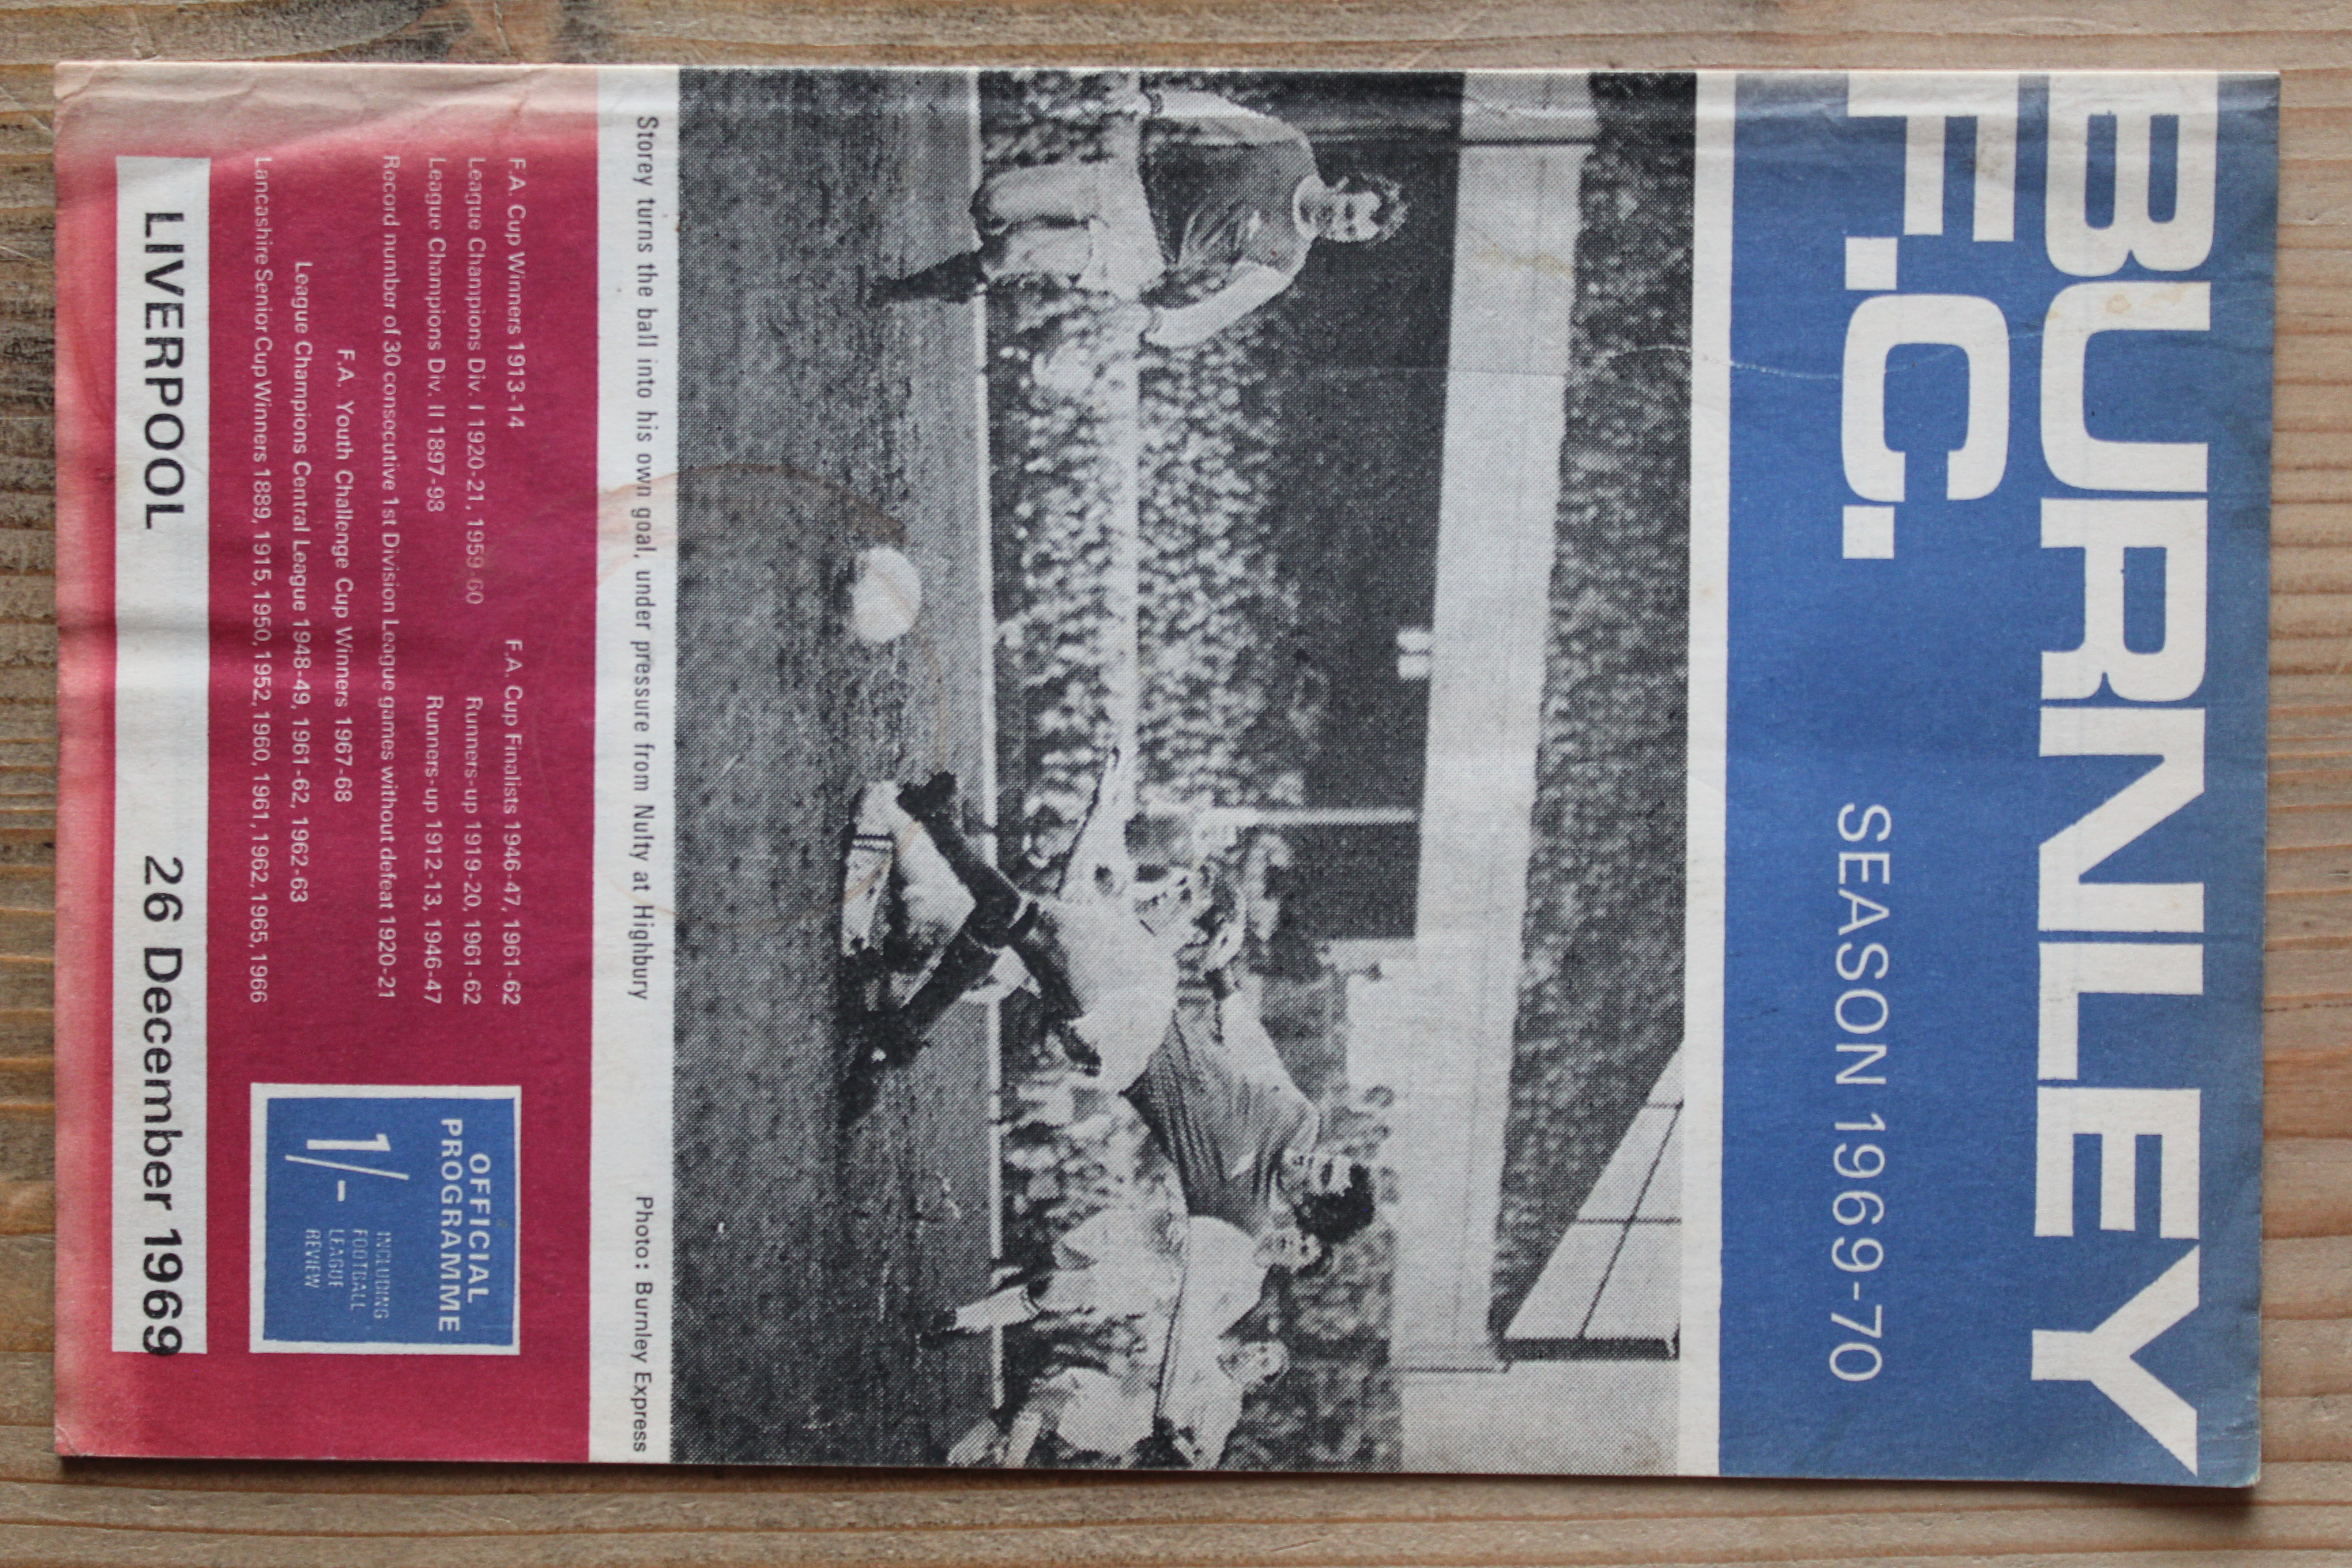 BURNLEY
F.C.
SEASON 1969-70
Storey turns the ball into his own goal, under pressure from Nulty at Highbury
Photo: Burnley Express
F.A. Cup Winners 1913-14
F.A. Cup Finalists 1946-47, 1961-62
League Champions Div. I 1920-21, 1959-60
Runners-up 1919-20, 1961-62
League Champions Div. II 1897-98
Runners-up 1912-13, 1946-47
Record number of 30 consecutive 1st Division League games without defeat 1920-21
F.A. Youth Challenge Cup Winners 1967-68
League Champions Central League 1948-49, 1961-62, 1962-63
Lancashire Senior Cup Winners 1889, 1915, 1950, 1952, 1960, 1961, 1962, 1965, 1966
OFFICIAL
PROGRAMME
1/-
INCLUDING
FOOTBALL
LEAGUE
REVIEW
LIVERPOOL
26 December 1969